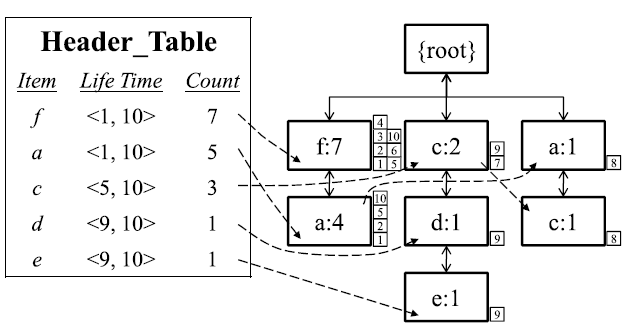 Header_Table
Item Life Time Count
f <1, 10> 7
a <1, 10> 5
c <5, 10> 3
d <9, 10> 1
e <9, 10> 1
{root}
f:7
4
3 10
2 6
1 5
c:2
9
7
a:1
8
a:4
10
5
2
1
d:1
9
c:1
8
e:1
9